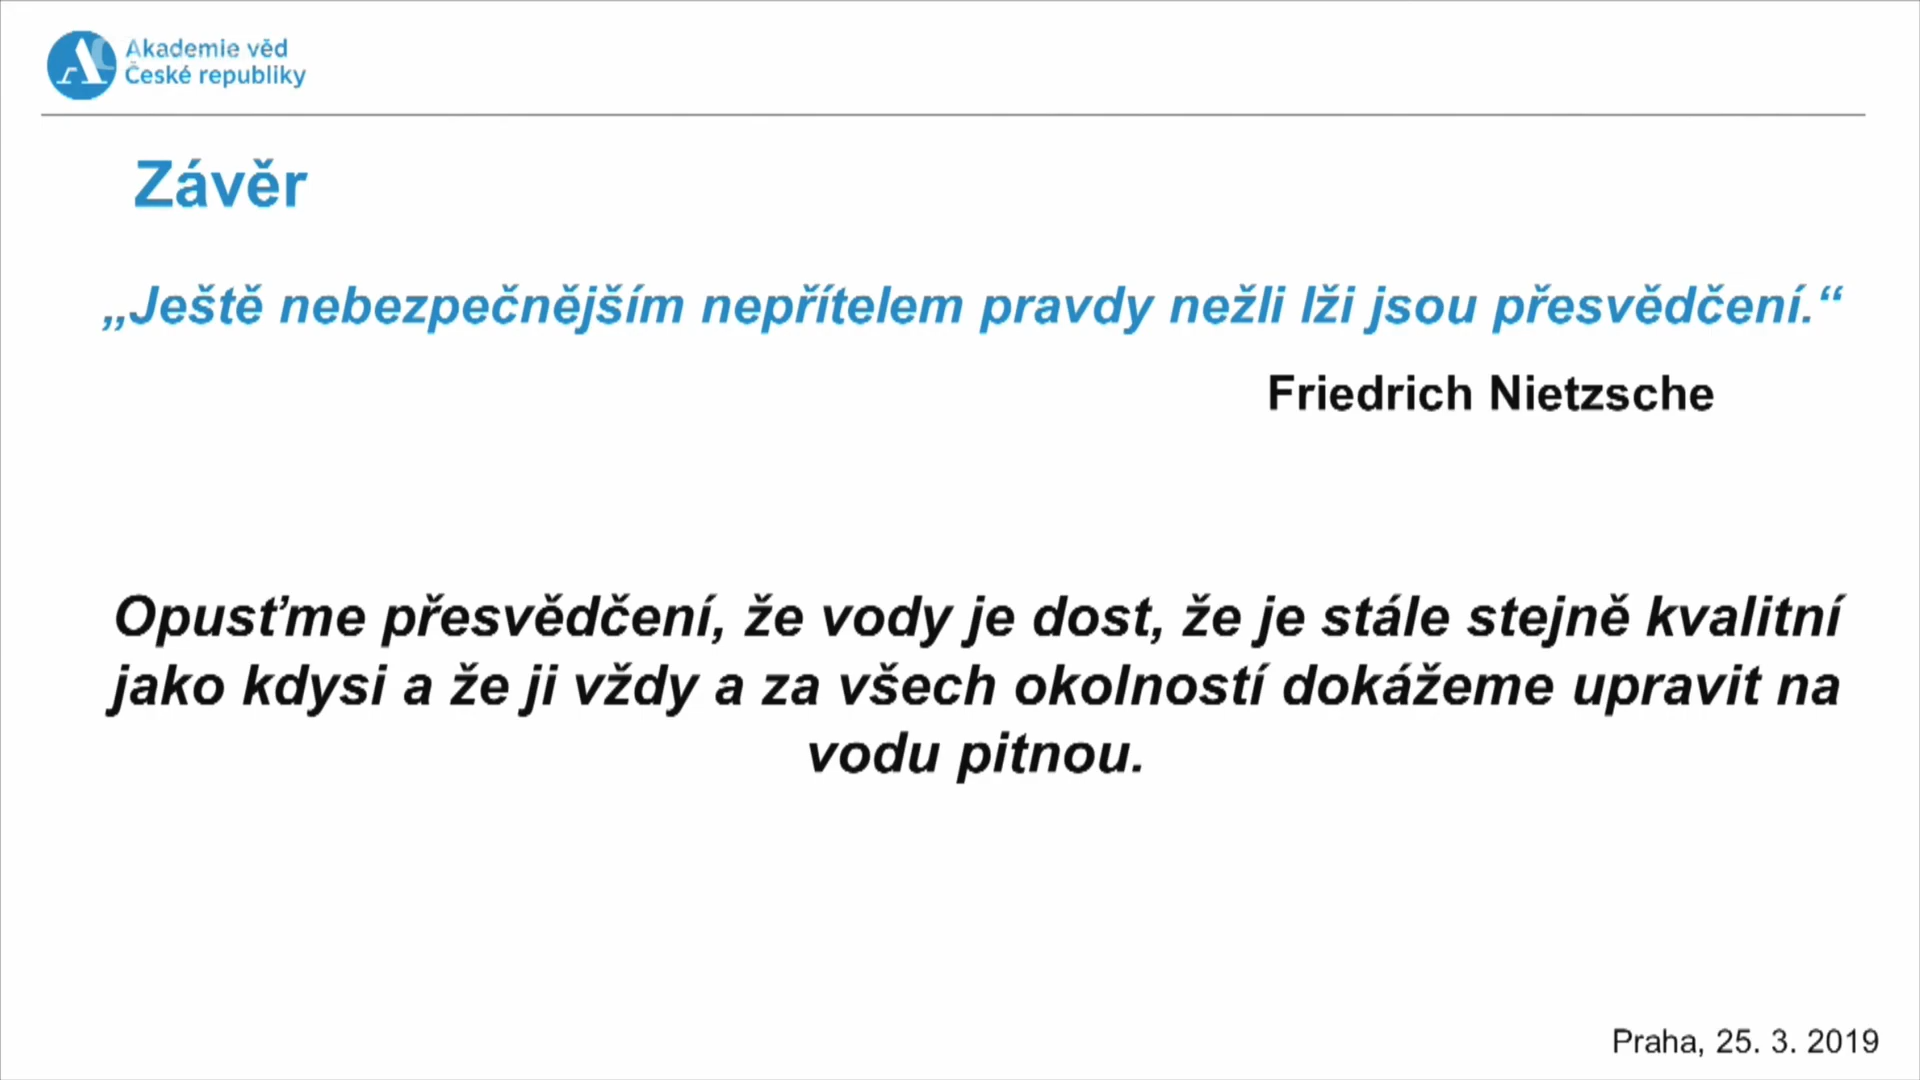 Akademie věd
České republiky
Závěr
„Ještě nebezpečnějším nepřítelem pravdy nežli lži jsou přesvědčení.“
Friedrich Nietzsche
Opusťme přesvědčení, že vody je dost, že je stále stejně kvalitní
jako kdysi a že ji vždy a za všech okolností dokážeme upravit na
vodu pitnou.
Praha, 25. 3. 2019